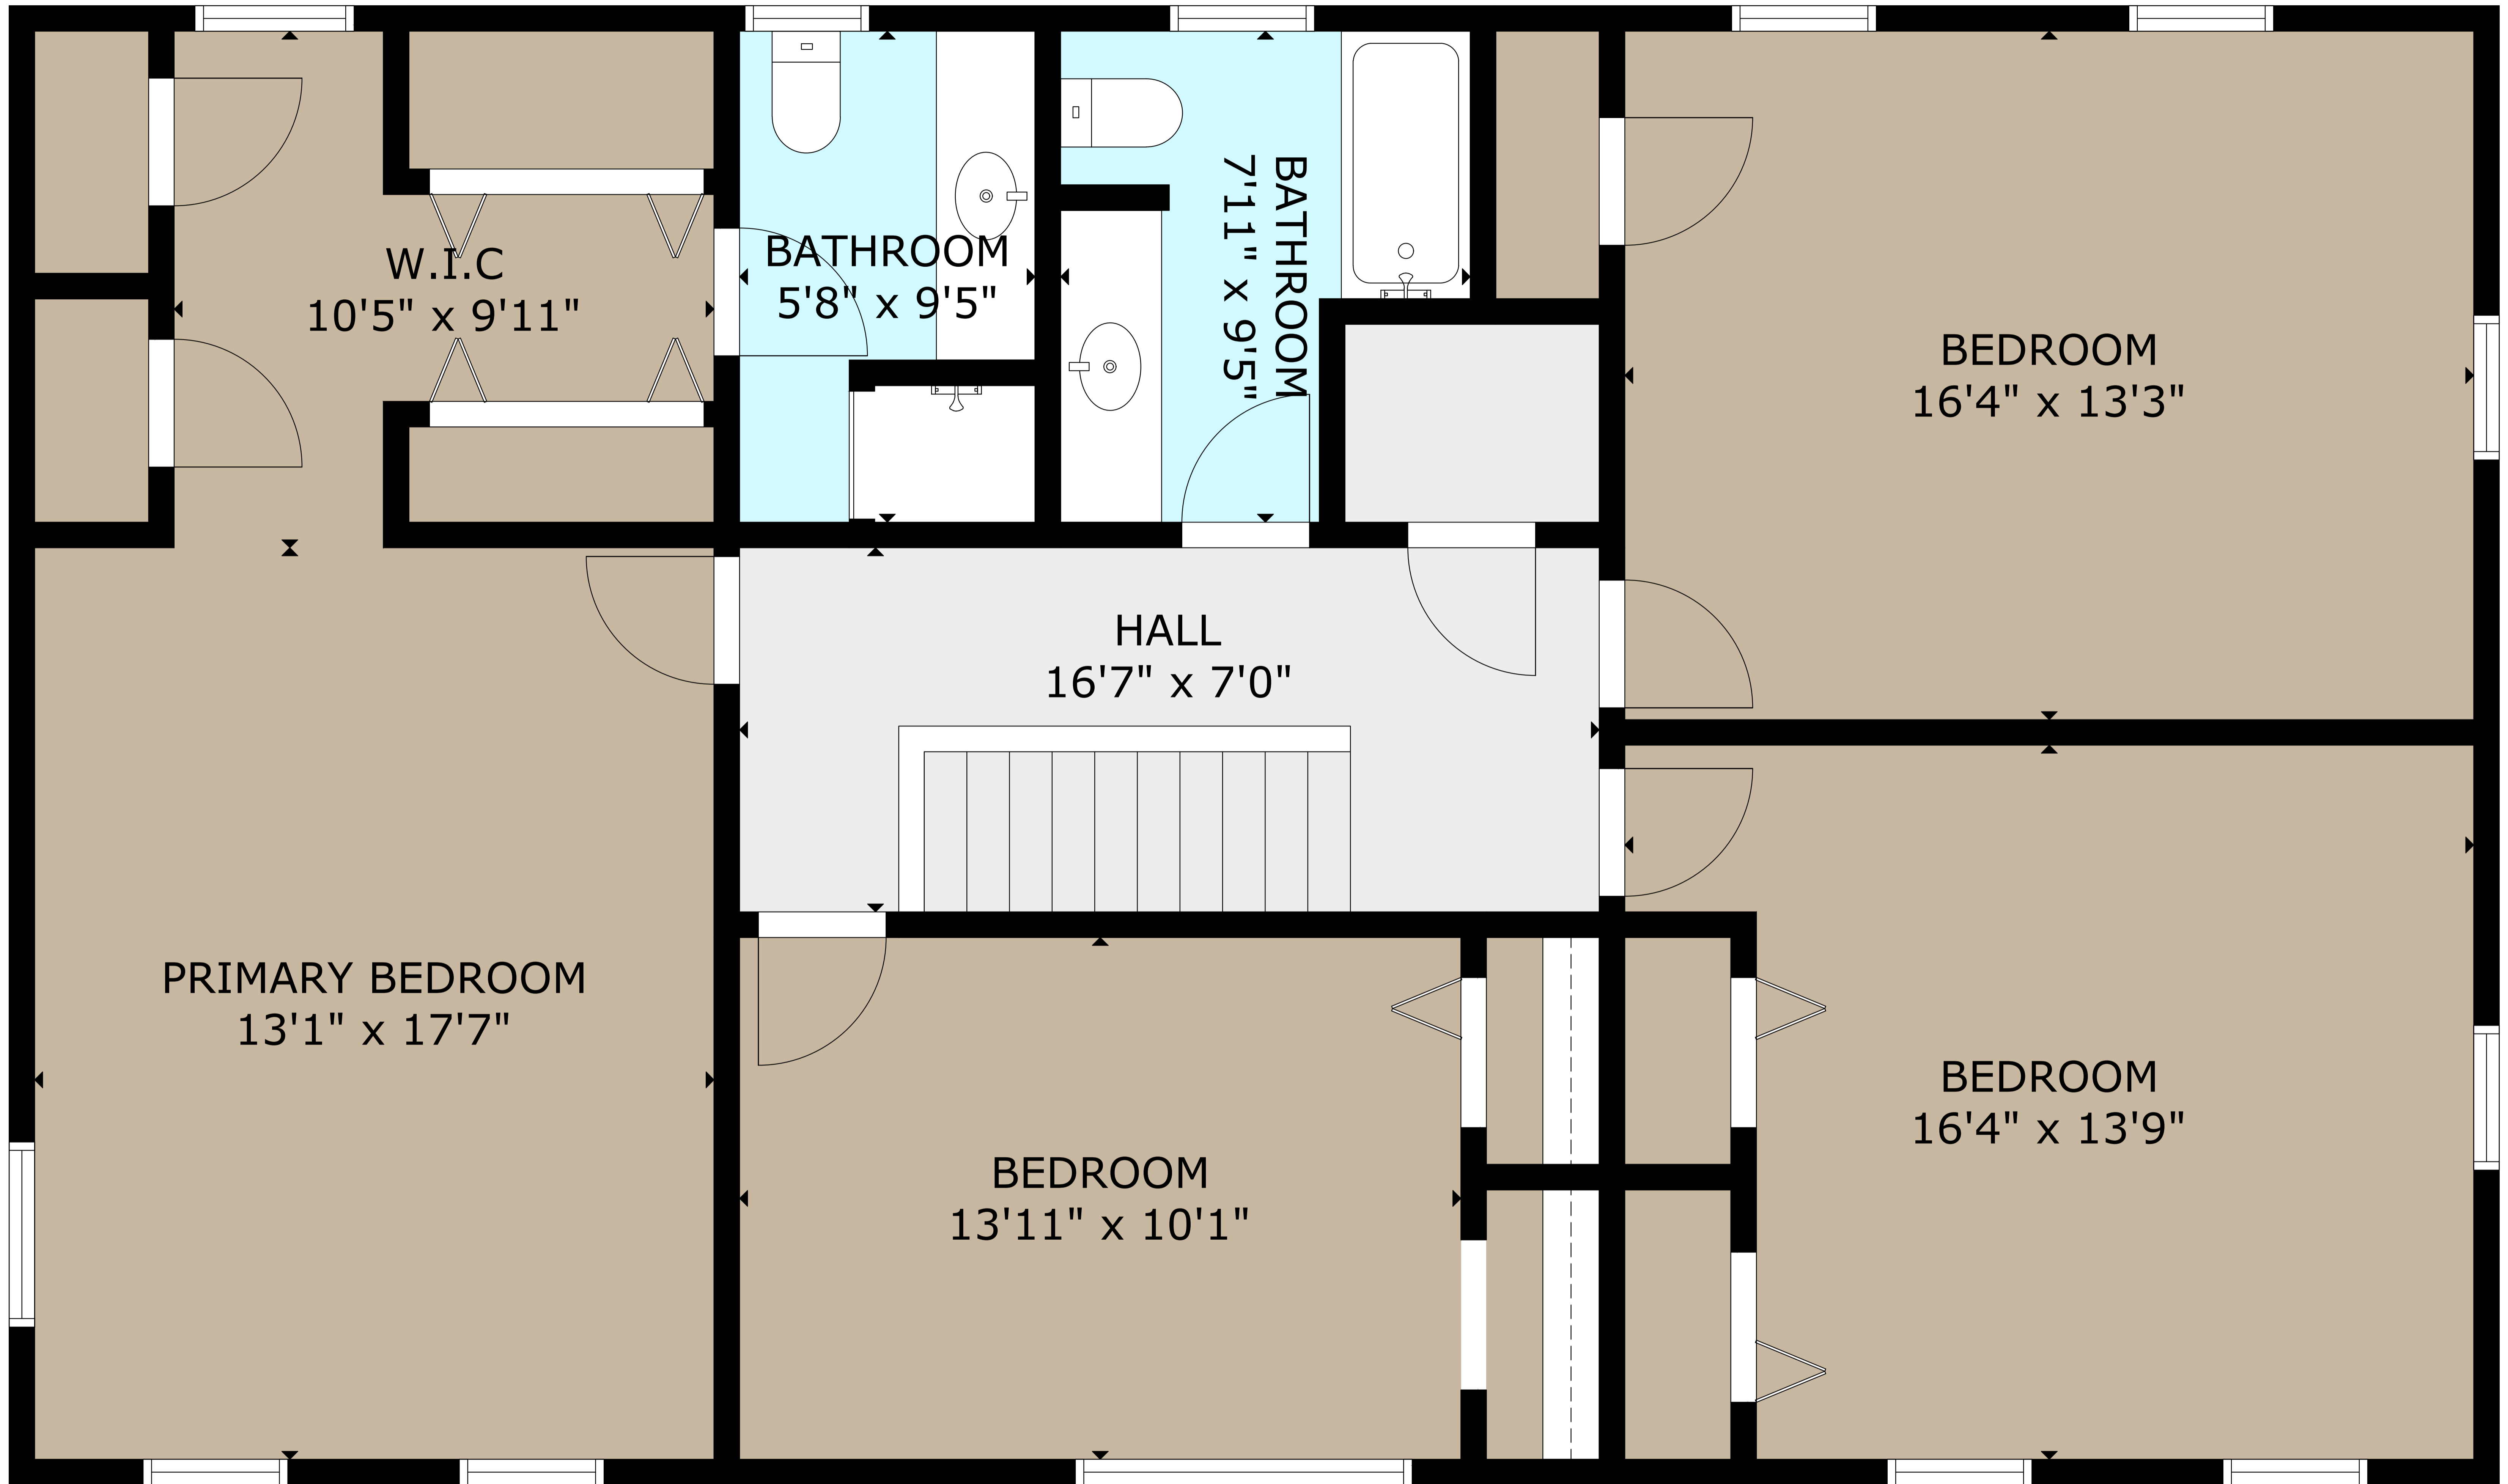 W.I.C
10'5" x 9'11"
BATHROOM
5'8" x 9'5"
BATHROOM
7'11" x 9'5"
BEDROOM
16'4" x 13'3"
HALL
16'7" x 7'0"
PRIMARY BEDROOM
13'1" x 17'7"
BEDROOM
13'11" x 10'1"
BEDROOM
16'4" x 13'9"